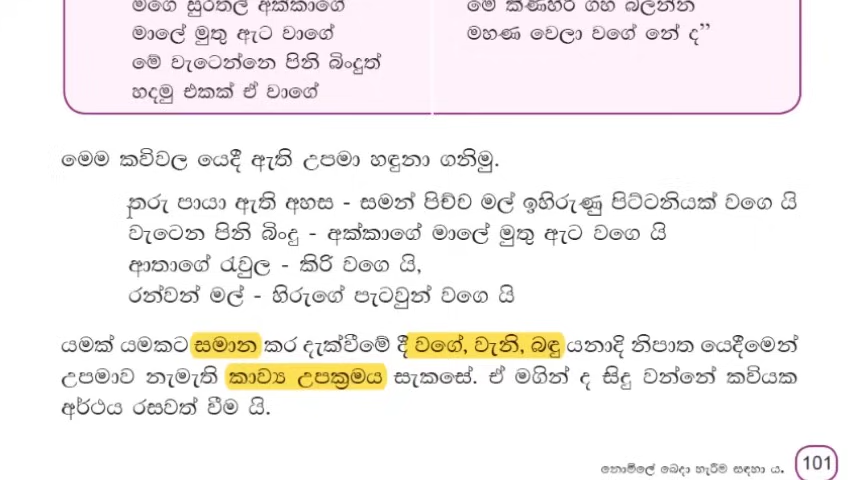 මගේ සුරතල් අක්කාගේ
මාලේ මුතු ඇට වාගේ
මේ වැටෙන්නෙ පිනි බිංදුත්
හදමු එකක් ඒ වාගේ
මේ කිණිහිරි ගහ බලන්න
මහණ වෙලා වගේ නේ ද”
මෙම කවිවල යෙදී ඇති උපමා හඳුනා ගනිමු.
තරු පායා ඇති අහස - සමන් පිච්ච මල් ඉහිරුණු පිට්ටනියක් වගෙ යි
වැටෙන පිනි බිංදු - අක්කාගේ මාලේ මුතු ඇට වගෙ යි
ආතාගේ රැවුල - කිරි වගෙ යි,
රන්වන් මල් - හිරුගේ පැටවුන් වගෙ යි
යමක් යමකට සමාන කර දැක්වීමේ දී වගේ, වැනි, බඳු යනාදි නිපාත යෙදීමෙන්
උපමාව නැමැති කාව්‍ය උපක්‍රමය සැකසේ. ඒ මගින් ද සිදු වන්නේ කවියක
අර්ථය රසවත් වීම යි.
නොමිලේ බෙදා හැරීම සඳහා ය. 101